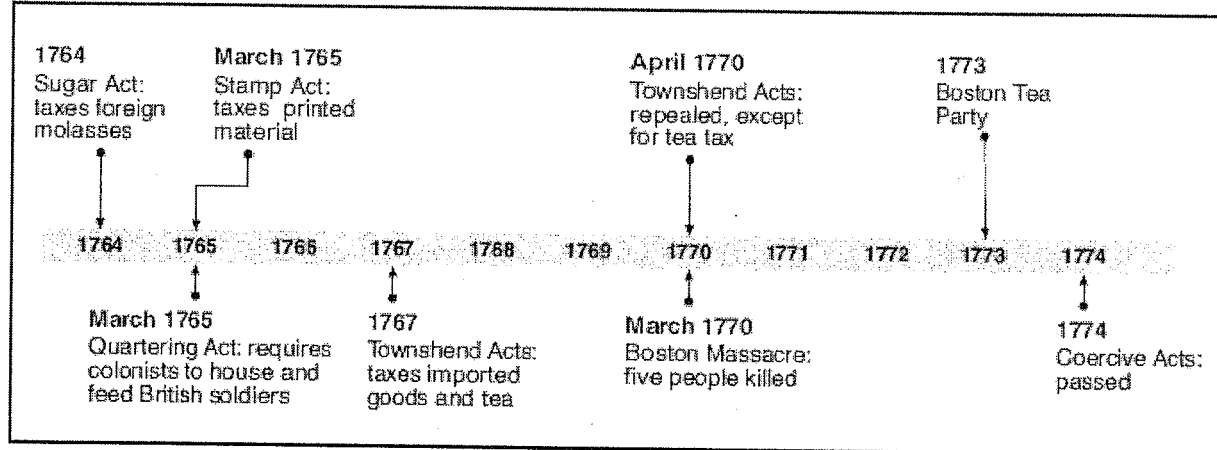 1764
Sugar Act:
taxes foreign
molasses
March 1765
Stamp Act:
taxes printed
material
April 1770
Townshend Acts:
repealed, except
for tea tax
1773
Boston Tea
Party
1764 1765 1766 1767 1768 1769 1770 1771 1772 1773 1774
March 1765
Quartering Act: requires
colonists to house and
feed British soldiers
1767
Townshend Acts:
taxes imported
goods and tea
March 1770
Boston Massacre:
five people killed
1774
Coercive Acts:
passed